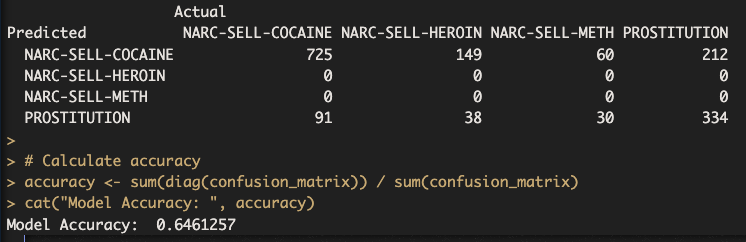 Actual
Predicted NARC-SELL-COCAINE NARC-SELL-HEROIN NARC-SELL-METH PROSTITUTION
NARC-SELL-COCAINE 725 149 60 212
NARC-SELL-HEROIN 0 0 0 0
NARC-SELL-METH 0 0 0 0
PROSTITUTION 91 38 30 334
>
> # Calculate accuracy
> accuracy <- sum(diag(confusion_matrix)) / sum(confusion_matrix)
> cat("Model Accuracy: ", accuracy)
Model Accuracy:  0.6461257